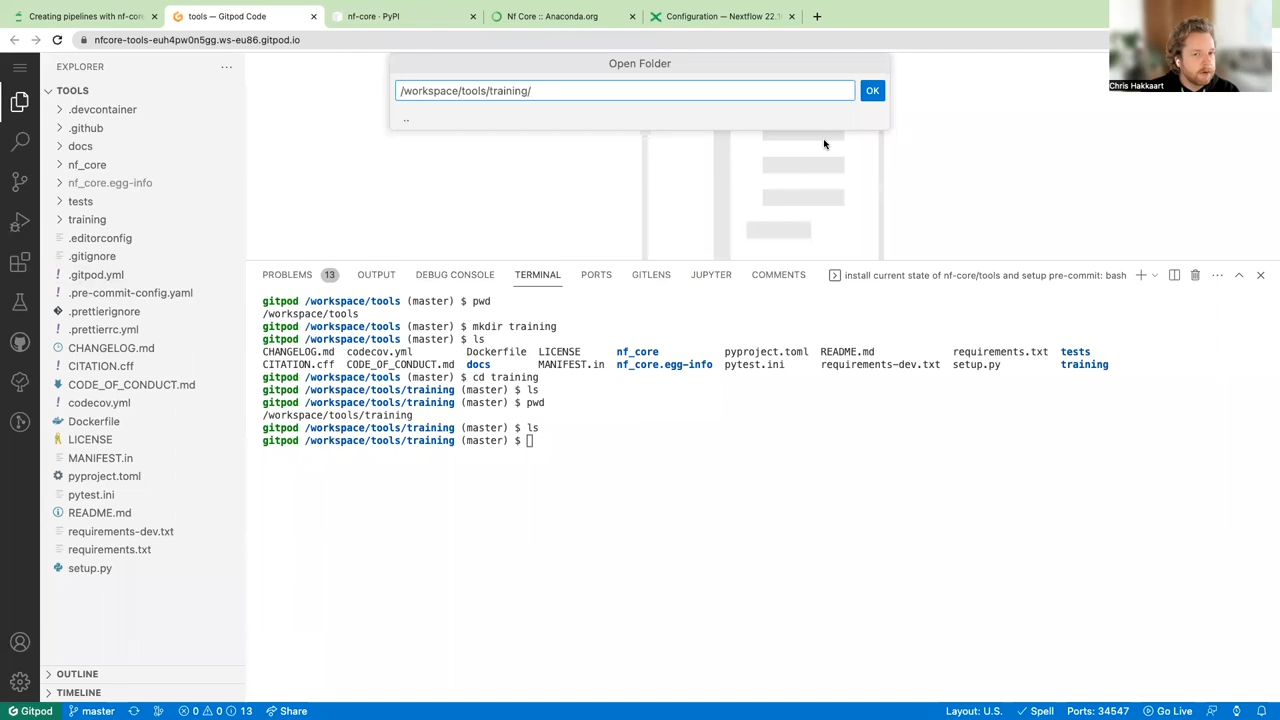 Creating pipelines with nf-cor
tools — Gitpod Code
nf-core · PyPI
Nf Core :: Anaconda.org
Configuration — Nextflow 22.1
nfcore-tools-euh4pw0n5gg.ws-eu86.gitpod.io
EXPLORER
TOOLS
.devcontainer
.github
docs
nf_core
nf_core.egg-info
tests
training
.editorconfig
.gitignore
.gitpod.yml
.pre-commit-config.yaml
.prettierignore
.prettierrc.yml
CHANGELOG.md
CITATION.cff
CODE_OF_CONDUCT.md
codecov.yml
Dockerfile
LICENSE
MANIFEST.in
pyproject.toml
pytest.ini
README.md
requirements-dev.txt
requirements.txt
setup.py
OUTLINE
TIMELINE
Open Folder
/workspace/tools/training/
OK
..
Chris Hakkaart
PROBLEMS 13 OUTPUT DEBUG CONSOLE TERMINAL PORTS GITLENS JUPYTER COMMENTS install current state of nf-core/tools and setup pre-commit: bash
gitpod /workspace/tools (master) $ pwd
/workspace/tools
gitpod /workspace/tools (master) $ mkdir training
gitpod /workspace/tools (master) $ ls
CHANGELOG.md codecov.yml Dockerfile LICENSE nf_core pyproject.toml README.md requirements.txt tests
CITATION.cff CODE_OF_CONDUCT.md docs MANIFEST.in nf_core.egg-info pytest.ini requirements-dev.txt setup.py training
gitpod /workspace/tools (master) $ cd training
gitpod /workspace/tools/training (master) $ ls
gitpod /workspace/tools/training (master) $ pwd
/workspace/tools/training
gitpod /workspace/tools/training (master) $ ls
gitpod /workspace/tools/training (master) $
Gitpod master 0 0 13 Share Layout: U.S. Spell Ports: 34547 Go Live